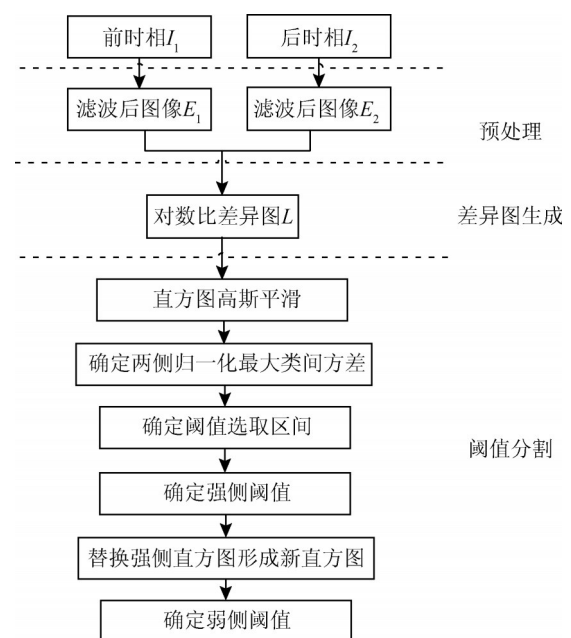 前时相I₁
后时相I₂
滤波后图像E₁
滤波后图像E₂
预处理
对数比差异图L
差异图生成
直方图高斯平滑
确定两侧归一化最大类间方差
确定阈值选取区间
阈值分割
确定强侧阈值
替换强侧直方图形成新直方图
确定弱侧阈值